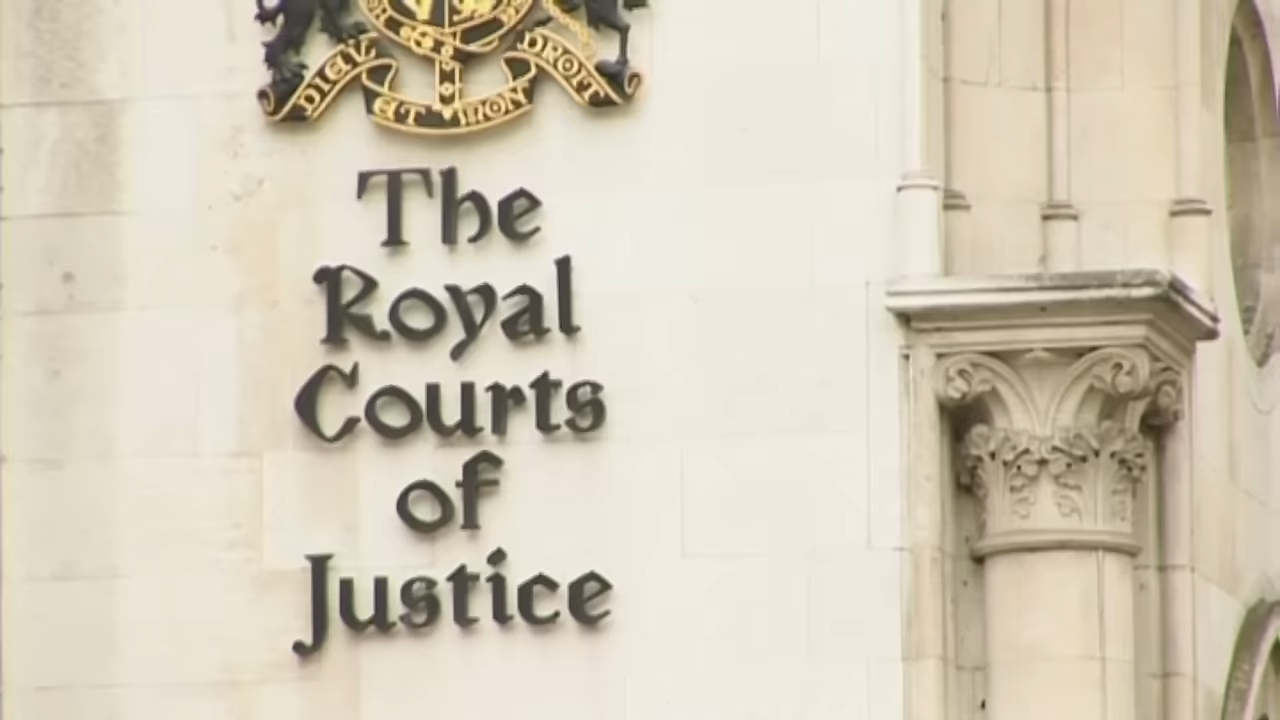 DIEU ET MON DROIT
The
Royal
Courts
of
Justice